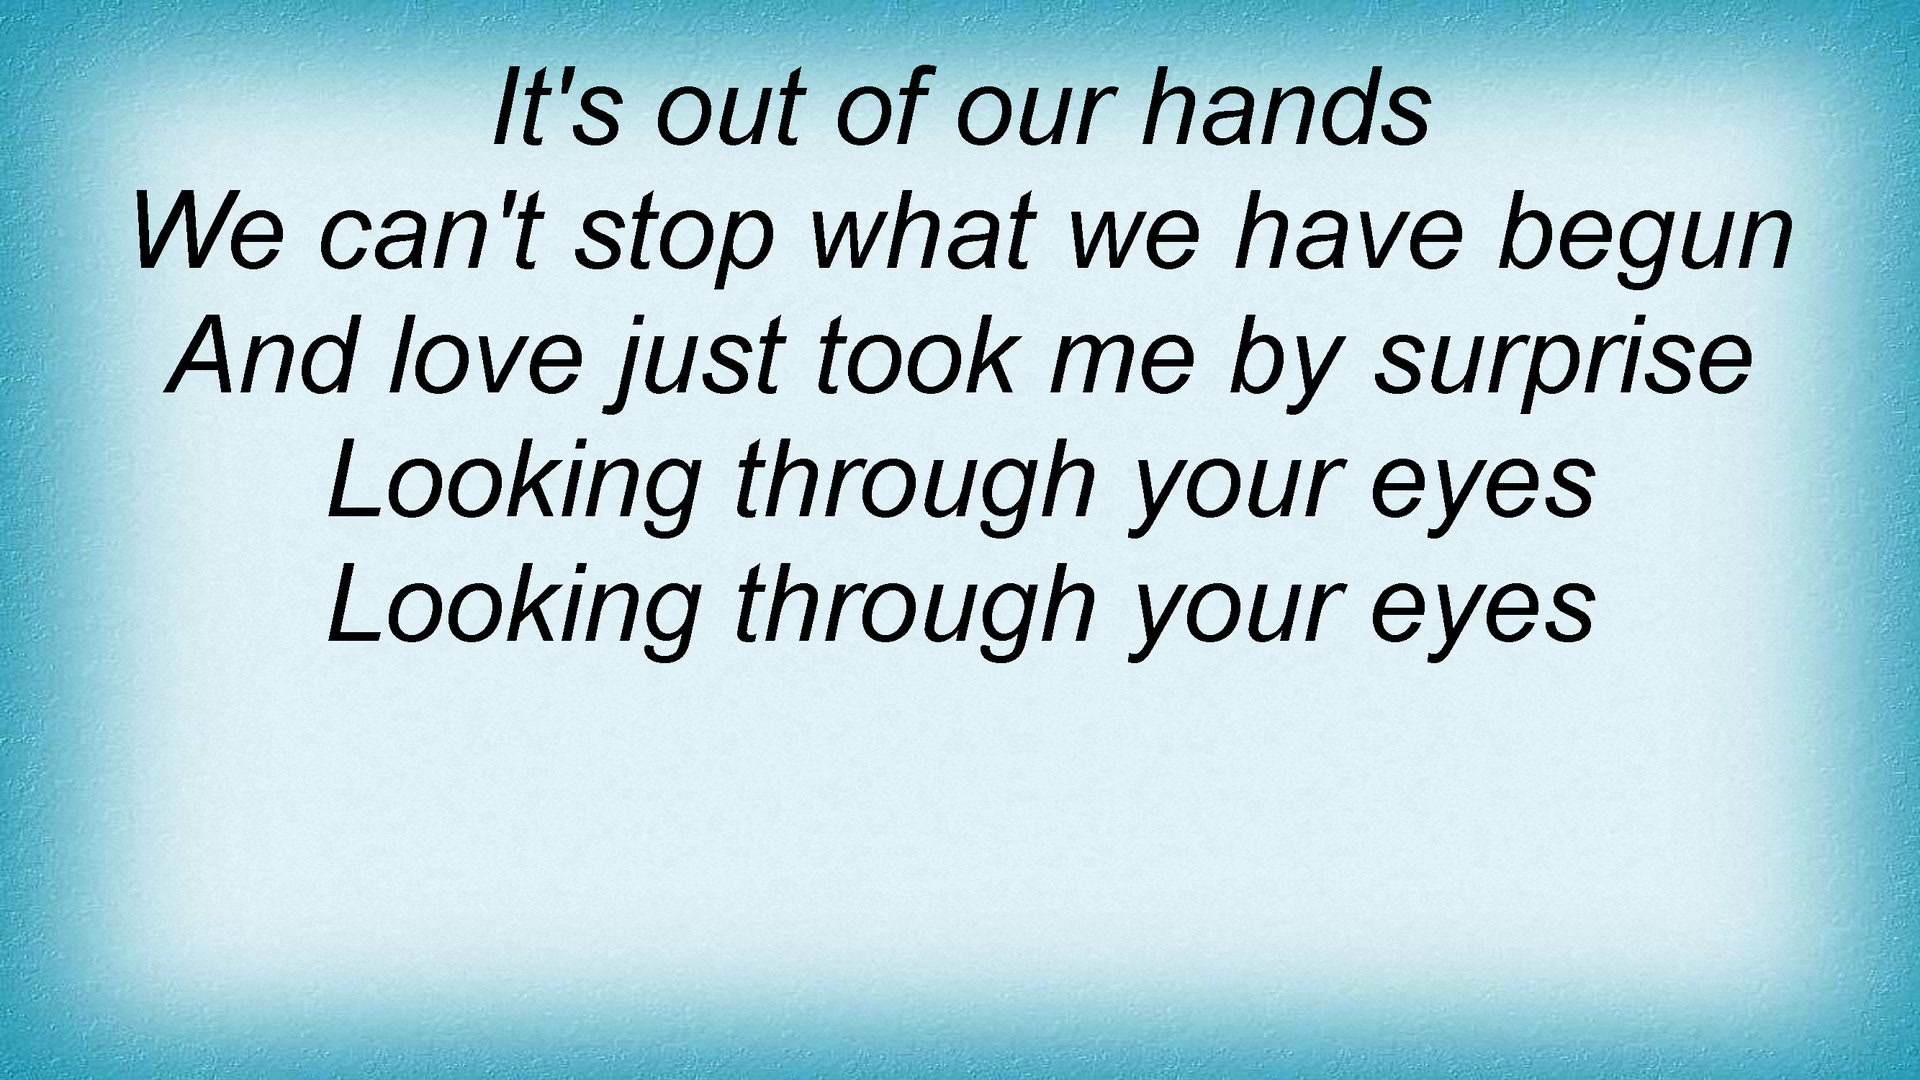 It's out of our hands
We can't stop what we have begun
And love just took me by surprise
Looking through your eyes
Looking through your eyes